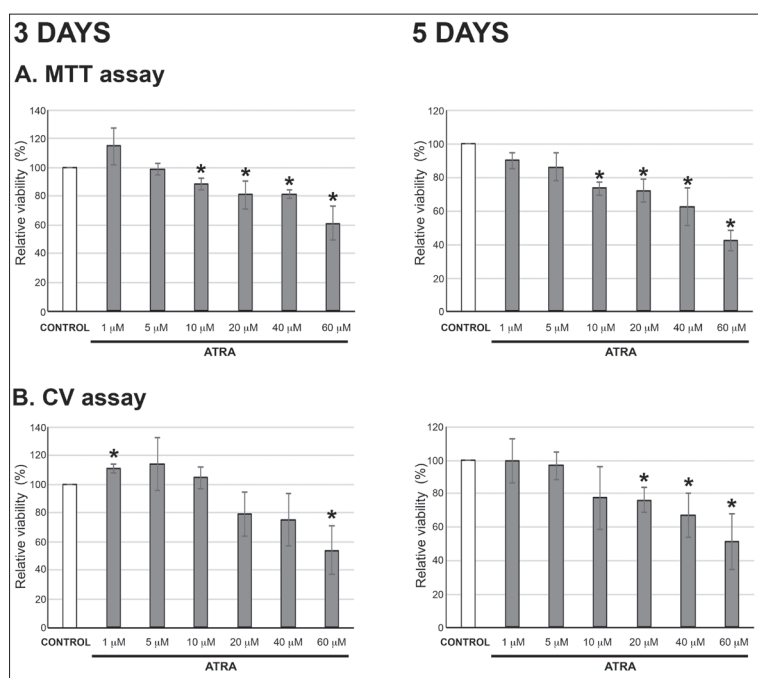 3 DAYS
5 DAYS
A. MTT assay
Relative viability (%)
140
120
100
80
60
40
20
0
* * * *
CONTROL 1 µM 5 µM 10 µM 20 µM 40 µM 60 µM
ATRA
Relative viability (%)
120
100
80
60
40
20
0
* * * *
CONTROL 1 µM 5 µM 10 µM 20 µM 40 µM 60 µM
ATRA
B. CV assay
Relative viability (%)
140
120
100
80
60
40
20
0
* *
CONTROL 1 µM 5 µM 10 µM 20 µM 40 µM 60 µM
ATRA
Relative viability (%)
120
100
80
60
40
20
0
* * *
CONTROL 1 µM 5 µM 10 µM 20 µM 40 µM 60 µM
ATRA